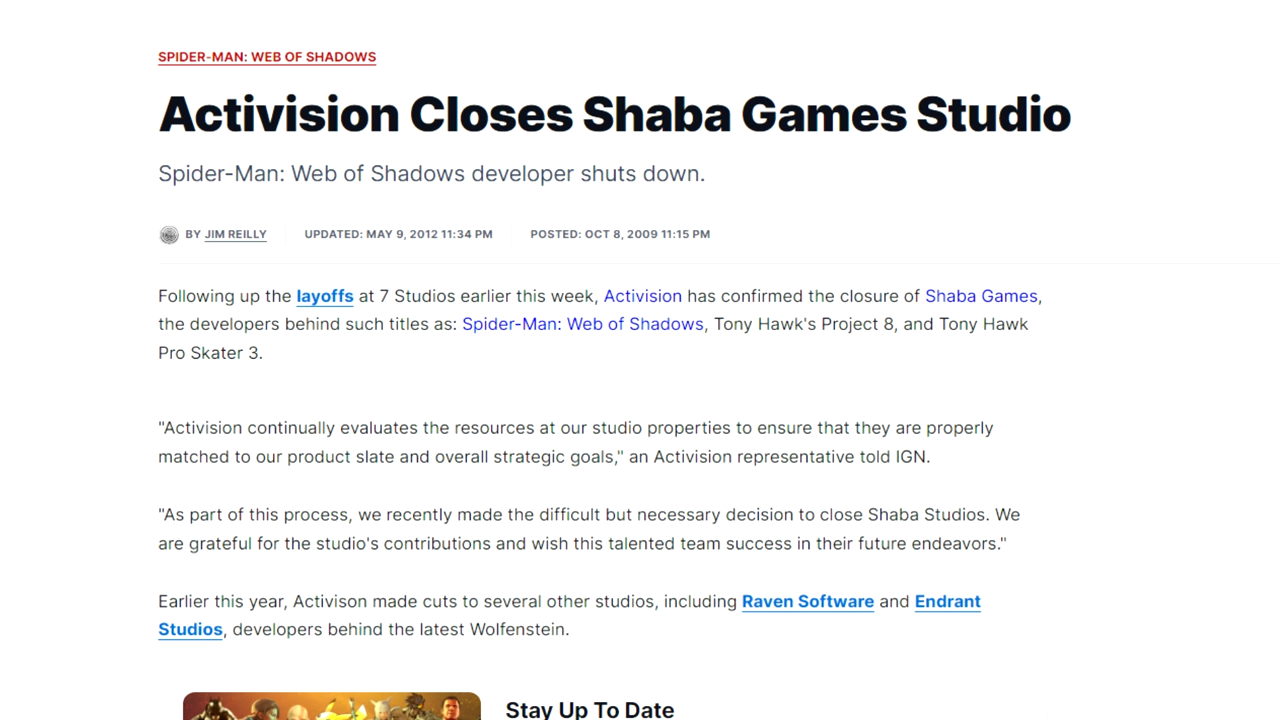 SPIDER-MAN: WEB OF SHADOWS
Activision Closes Shaba Games Studio
Spider-Man: Web of Shadows developer shuts down.
BY JIM REILLY UPDATED: MAY 9, 2012 11:34 PM POSTED: OCT 8, 2009 11:15 PM
Following up the layoffs at 7 Studios earlier this week, Activision has confirmed the closure of Shaba Games,
the developers behind such titles as: Spider-Man: Web of Shadows, Tony Hawk's Project 8, and Tony Hawk
Pro Skater 3.
"Activision continually evaluates the resources at our studio properties to ensure that they are properly
matched to our product slate and overall strategic goals," an Activision representative told IGN.
"As part of this process, we recently made the difficult but necessary decision to close Shaba Studios. We
are grateful for the studio's contributions and wish this talented team success in their future endeavors."
Earlier this year, Activison made cuts to several other studios, including Raven Software and Endrant
Studios, developers behind the latest Wolfenstein.
Stay Up To Date